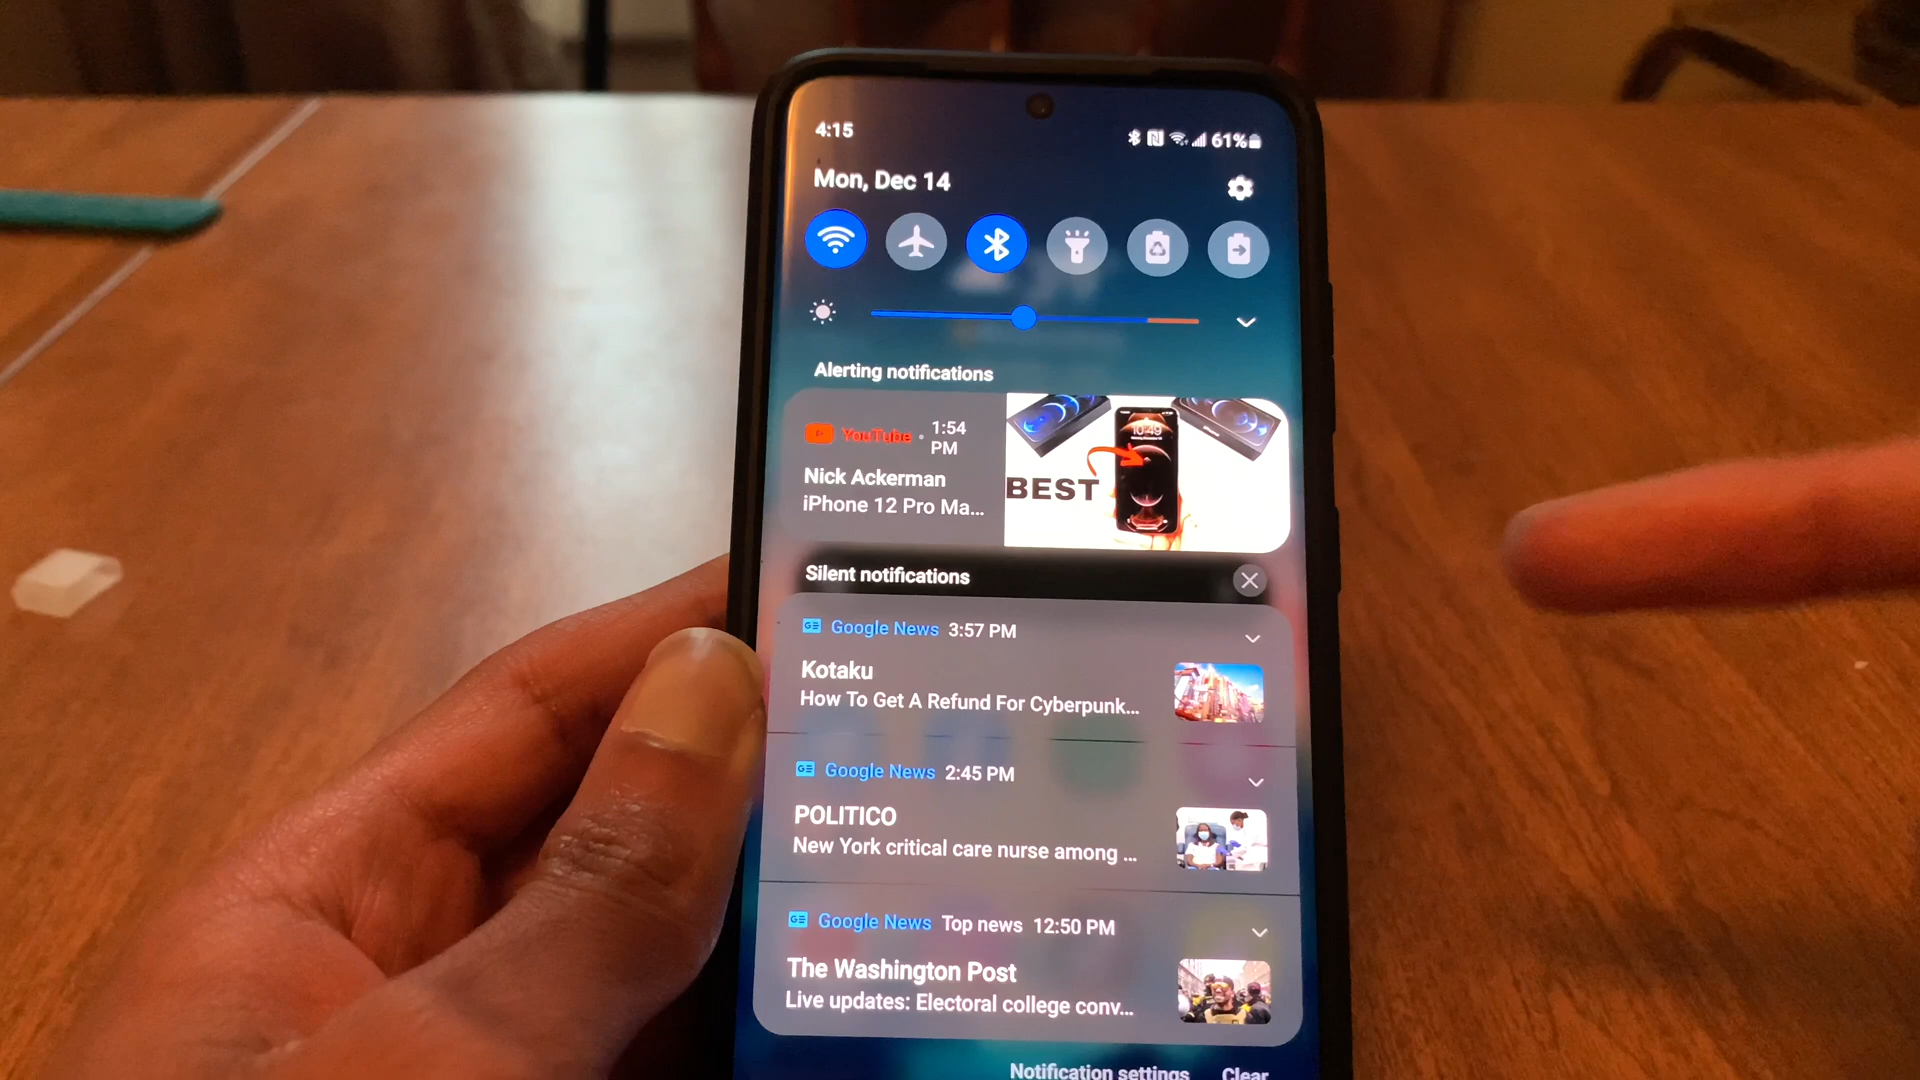 4:15
61%
Mon, Dec 14
Alerting notifications
YouTube • 1:54 PM
Nick Ackerman
iPhone 12 Pro Ma...
10:49
BEST
Silent notifications
Google News 3:57 PM
Kotaku
How To Get A Refund For Cyberpunk...
Google News 2:45 PM
POLITICO
New York critical care nurse among ...
Google News Top news 12:50 PM
The Washington Post
Live updates: Electoral college conv...
Notification settings Clear